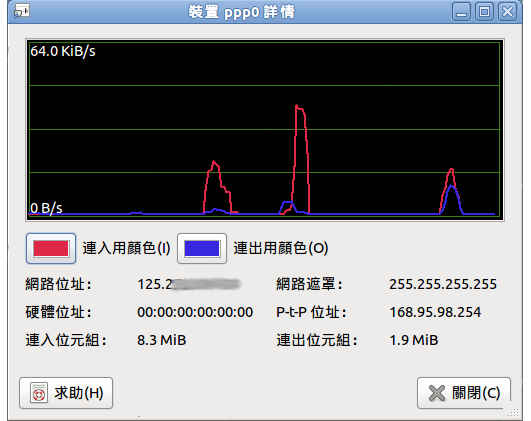 裝置 ppp0 詳情
64.0 KiB/s
0 B/s
連入用顏色(I) 連出用顏色(O)
網路位址： 125.2 網路遮罩： 255.255.255.255
硬體位址： 00:00:00:00:00:00 P-t-P 位址： 168.95.98.254
連入位元組： 8.3 MiB 連出位元組： 1.9 MiB
求助(H) 關閉(C)